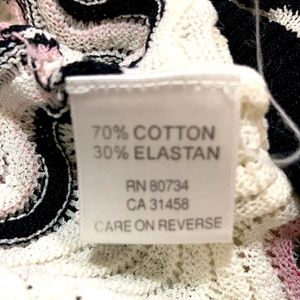 70% COTTON
30% ELASTAN
RN 80734
CA 31458
CARE ON REVERSE